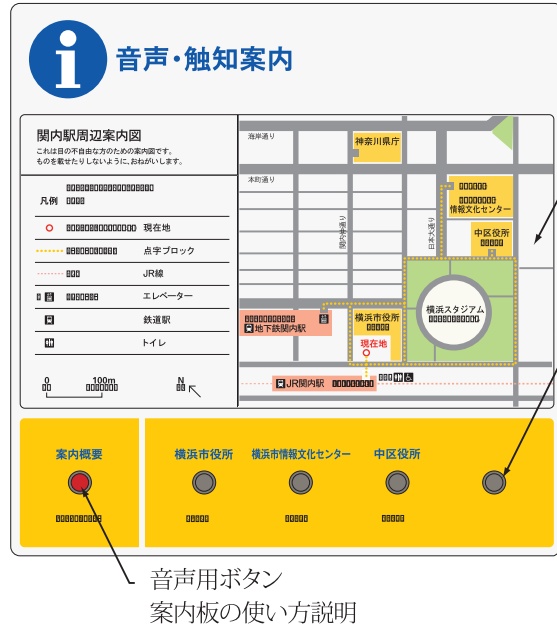 音声・触知案内
関内駅周辺案内図
これは目の不自由な方のための案内図です。
ものを載せたりしないように、おねがいします。
凡例
現在地
点字ブロック
JR線
エレベーター
鉄道駅
トイレ
0 100m N
海岸通り
神奈川県庁
本町通り
情報文化センター
中区役所
関内仲通り
日本大通り
横浜スタジアム
横浜市役所
地下鉄関内駅
現在地
JR関内駅
案内概要
横浜市役所
横浜市情報文化センター
中区役所
音声用ボタン
案内板の使い方説明